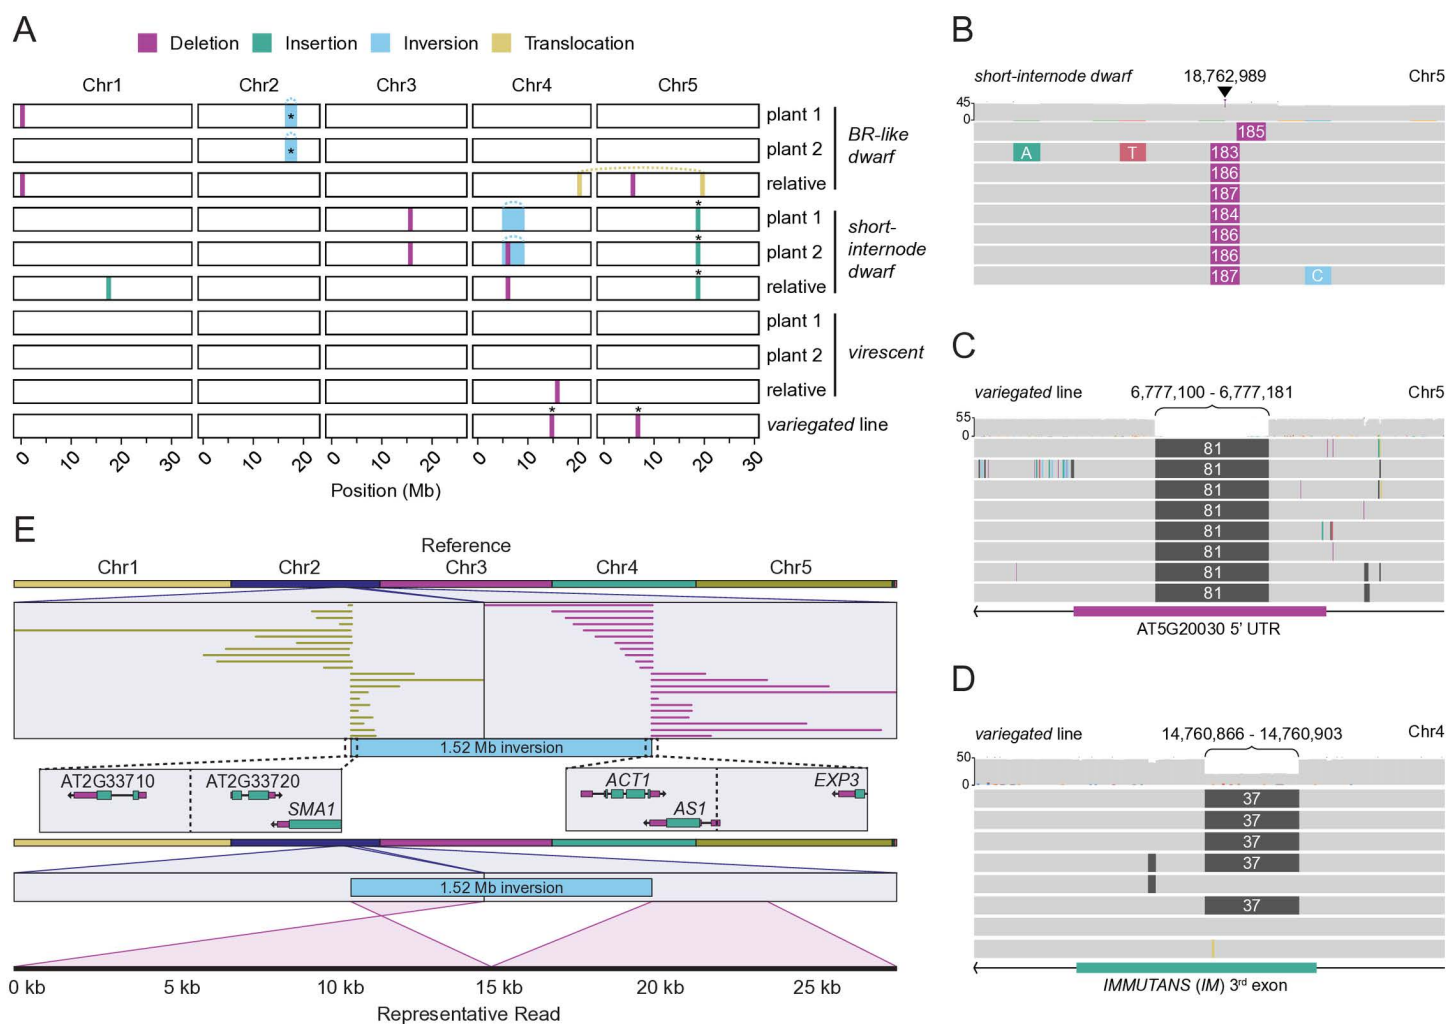 A
Deletion Insertion Inversion Translocation
Chr1 Chr2 Chr3 Chr4 Chr5
* plant 1
* plant 2
relative
BR-like
dwarf
* plant 1
* plant 2
* relative
short-
internode
dwarf
plant 1
plant 2
relative
virescent
* * variegated line
0 10 20 30 0 10 0 10 20 0 10 20 0 10 20 30
Position (Mb)
B
short-internode dwarf 18,762,989 Chr5
45
0
185
A T 183
186
187
184
186
186
187 C
C
variegated line 6,777,100 - 6,777,181 Chr5
55
0
81
81
81
81
81
81
81
81
AT5G20030 5' UTR
D
variegated line 14,760,866 - 14,760,903 Chr4
50
0
37
37
37
37
37
IMMUTANS (IM) 3rd exon
E
Reference
Chr1 Chr2 Chr3 Chr4 Chr5
1.52 Mb inversion
AT2G33710 AT2G33720
SMA1
ACT1 EXP3
AS1
1.52 Mb inversion
0 kb 5 kb 10 kb 15 kb 20 kb 25 kb
Representative Read